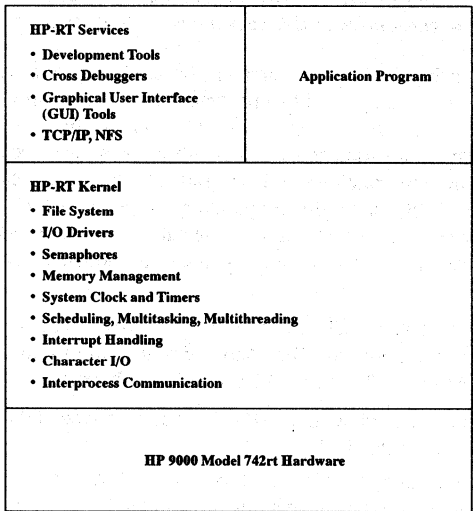 HP-RT Services
• Development Tools
• Cross Debuggers
• Graphical User Interface
(GUI) Tools
• TCP/IP, NFS
Application Program
HP-RT Kernel
• File System
• I/O Drivers
• Semaphores
• Memory Management
• System Clock and Timers
• Scheduling, Multitasking, Multithreading
• Interrupt Handling
• Character I/O
• Interprocess Communication
HP 9000 Model 742rt Hardware